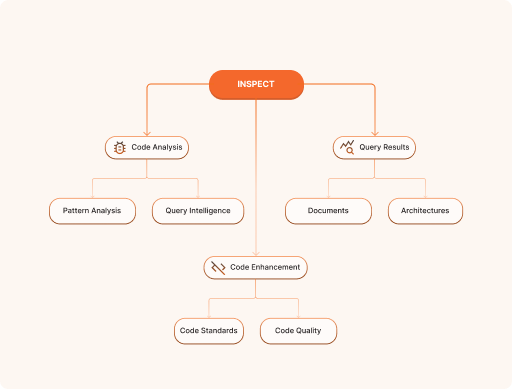 INSPECT
Code Analysis
Query Results
Pattern Analysis
Query Intelligence
Documents
Architectures
Code Enhancement
Code Standards
Code Quality